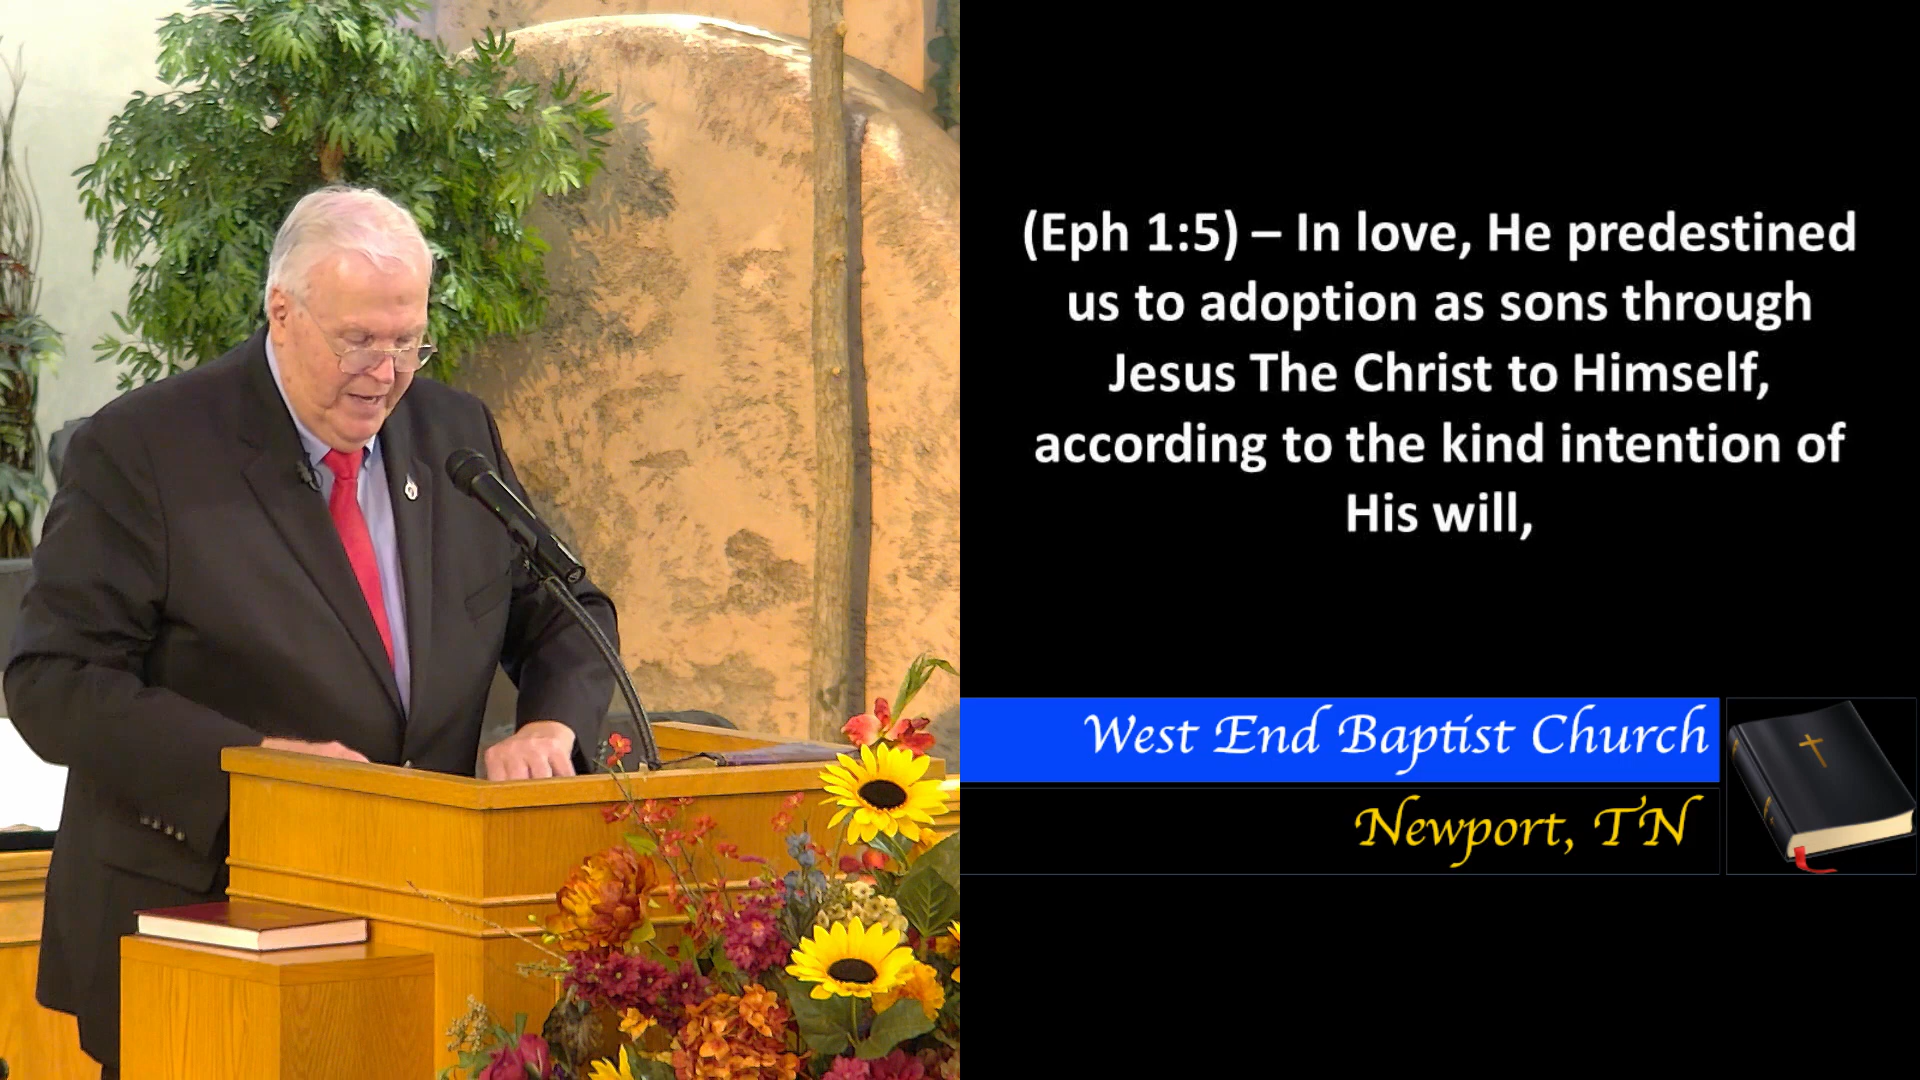 (Eph 1:5) – In love, He predestined
us to adoption as sons through
Jesus The Christ to Himself,
according to the kind intention of
His will,
West End Baptist Church
Newport, TN